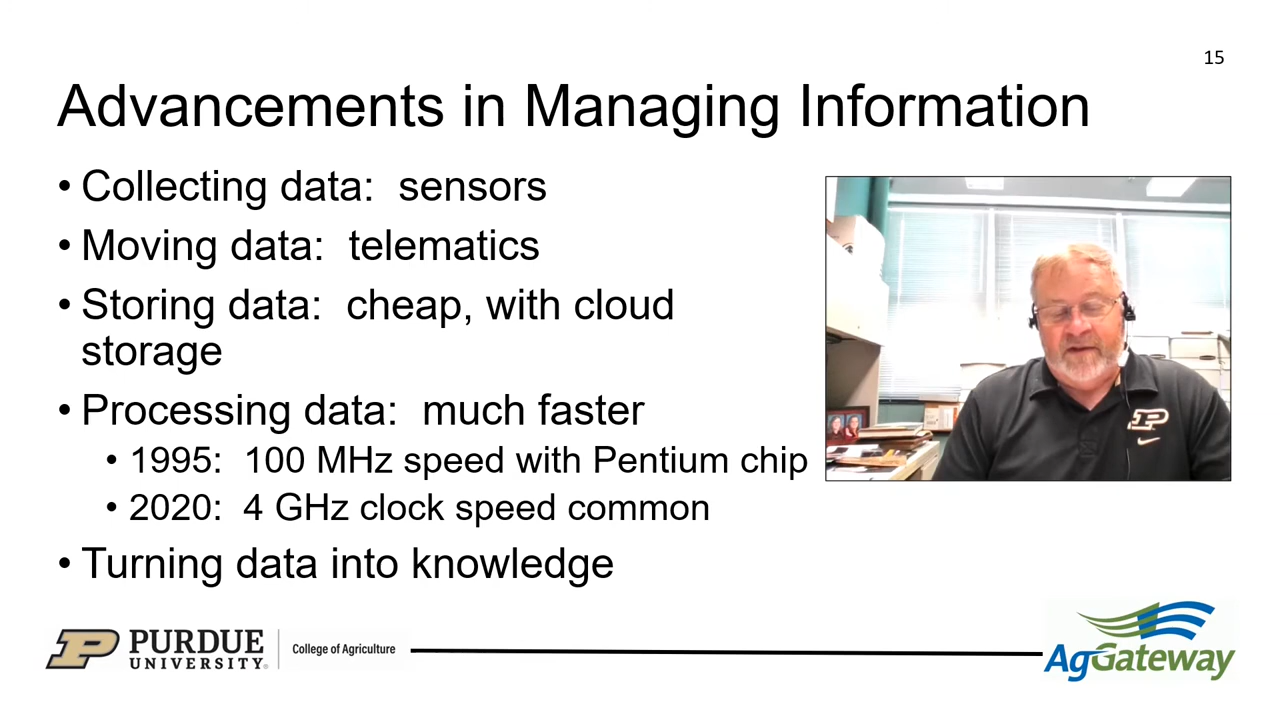 15
Advancements in Managing Information
• Collecting data: sensors
• Moving data: telematics
• Storing data: cheap, with cloud
storage
• Processing data: much faster
• 1995: 100 MHz speed with Pentium chip
• 2020: 4 GHz clock speed common
• Turning data into knowledge
P
P PURDUE
UNIVERSITY®
College of Agriculture
AgGateway